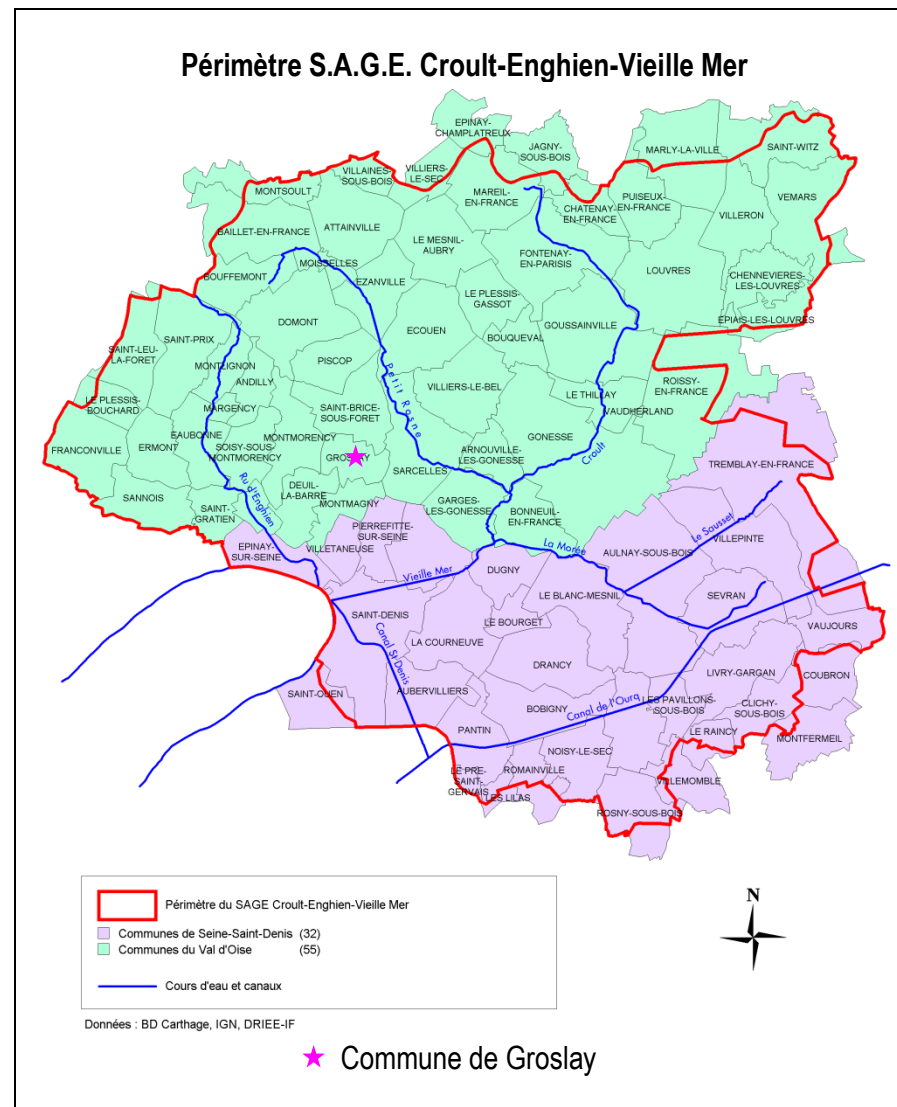 Périmètre S.A.G.E. Croult-Enghien-Vieille Mer
EPINAY-
CHAMPLATREUX
JAGNY-
SOUS-BOIS
MARLY-LA-VILLE
SAINT-WITZ
VILLAINES-
SOUS-BOIS
VILLIERS-
LE-SEC
MONTSOULT
MAREIL-
EN-FRANCE
CHATENAY-
EN-FRANCE
PUISEUX-
EN-FRANCE
VEMARS
VILLERON
BAILLET-EN-FRANCE
ATTAINVILLE
LE MESNIL-
AUBRY
FONTENAY-
EN-PARISIS
MOISSELLES
BOUFFEMONT
EZANVILLE
LOUVRES
CHENNEVIERES-
LES-LOUVRES
LE PLESSIS-
GASSOT
EPIAIS-LES-LOUVRES
DOMONT
ECOUEN
BOUQUEVAL
GOUSSAINVILLE
SAINT-PRIX
SAINT-LEU-
LA-FORET
PISCOP
Petit Rosne
MONTLIGNON
ANDILLY
VILLIERS-LE-BEL
LE THILLAY
ROISSY-
EN-FRANCE
LE PLESSIS-
BOUCHARD
MARGENCY
SAINT-BRICE-
SOUS-FORET
VAUDHERLAND
FRANCONVILLE
ERMONT
EAUBONNE
SOISY-SOUS-
MONTMORENCY
MONTMORENCY
GROSLAY
SARCELLES
ARNOUVILLE-
LES-GONESSE
GONESSE
Croult
TREMBLAY-EN-FRANCE
SANNOIS
SAINT-
GRATIEN
Ru d'Enghien
DEUIL-
LA-BARRE
MONTMAGNY
GARGES-
LES-GONESSE
BONNEUIL-
EN-FRANCE
PIERREFITTE-
SUR-SEINE
EPINAY-
SUR-SEINE
VILLETANEUSE
La Morée
AULNAY-SOUS-BOIS
Le Sausset
VILLEPINTE
Vieille Mer
DUGNY
LE BLANC-MESNIL
SEVRAN
SAINT-DENIS
LE BOURGET
VAUJOURS
LA COURNEUVE
Canal St-Denis
DRANCY
LIVRY-GARGAN
COUBRON
SAINT-OUEN
AUBERVILLIERS
BOBIGNY
Canal de l'Ourq
LES PAVILLONS-
SOUS-BOIS
CLICHY-
SOUS-BOIS
PANTIN
LE RAINCY
MONTFERMEIL
NOISY-LE-SEC
LE PRE-
SAINT-
GERVAIS
ROMAINVILLE
VILLEMOMBLE
LES LILAS
ROSNY-SOUS-BOIS
Périmètre du SAGE Croult-Enghien-Vieille Mer
Communes de Seine-Saint-Denis (32)
Communes du Val d'Oise (55)
Cours d'eau et canaux
N
Données : BD Carthage, IGN, DRIEE-IF
Commune de Groslay